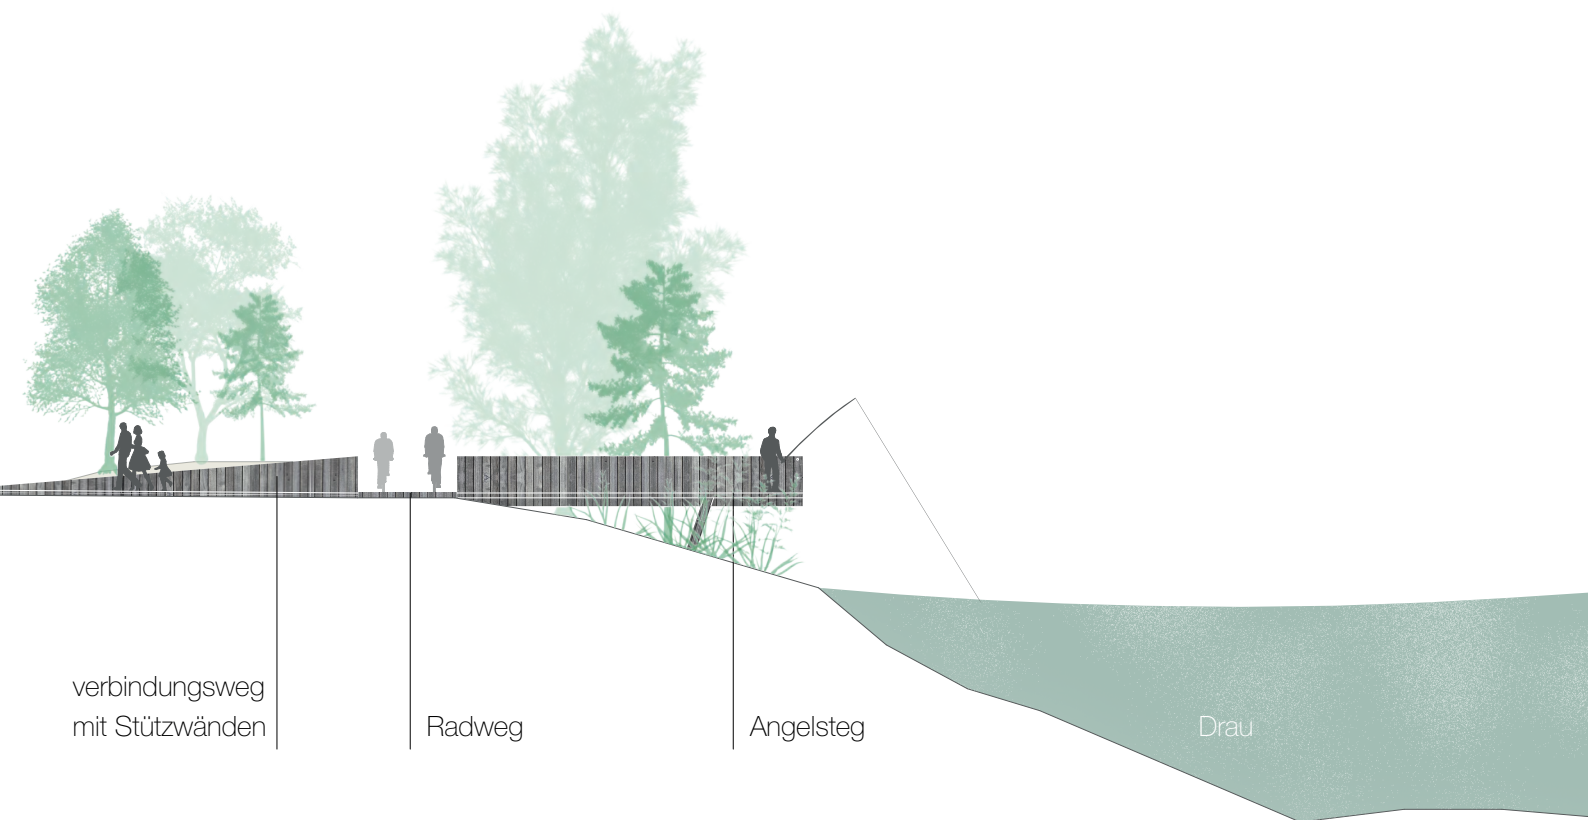 verbindungsweg
mit Stützwänden
Radweg
Angelsteg
Drau